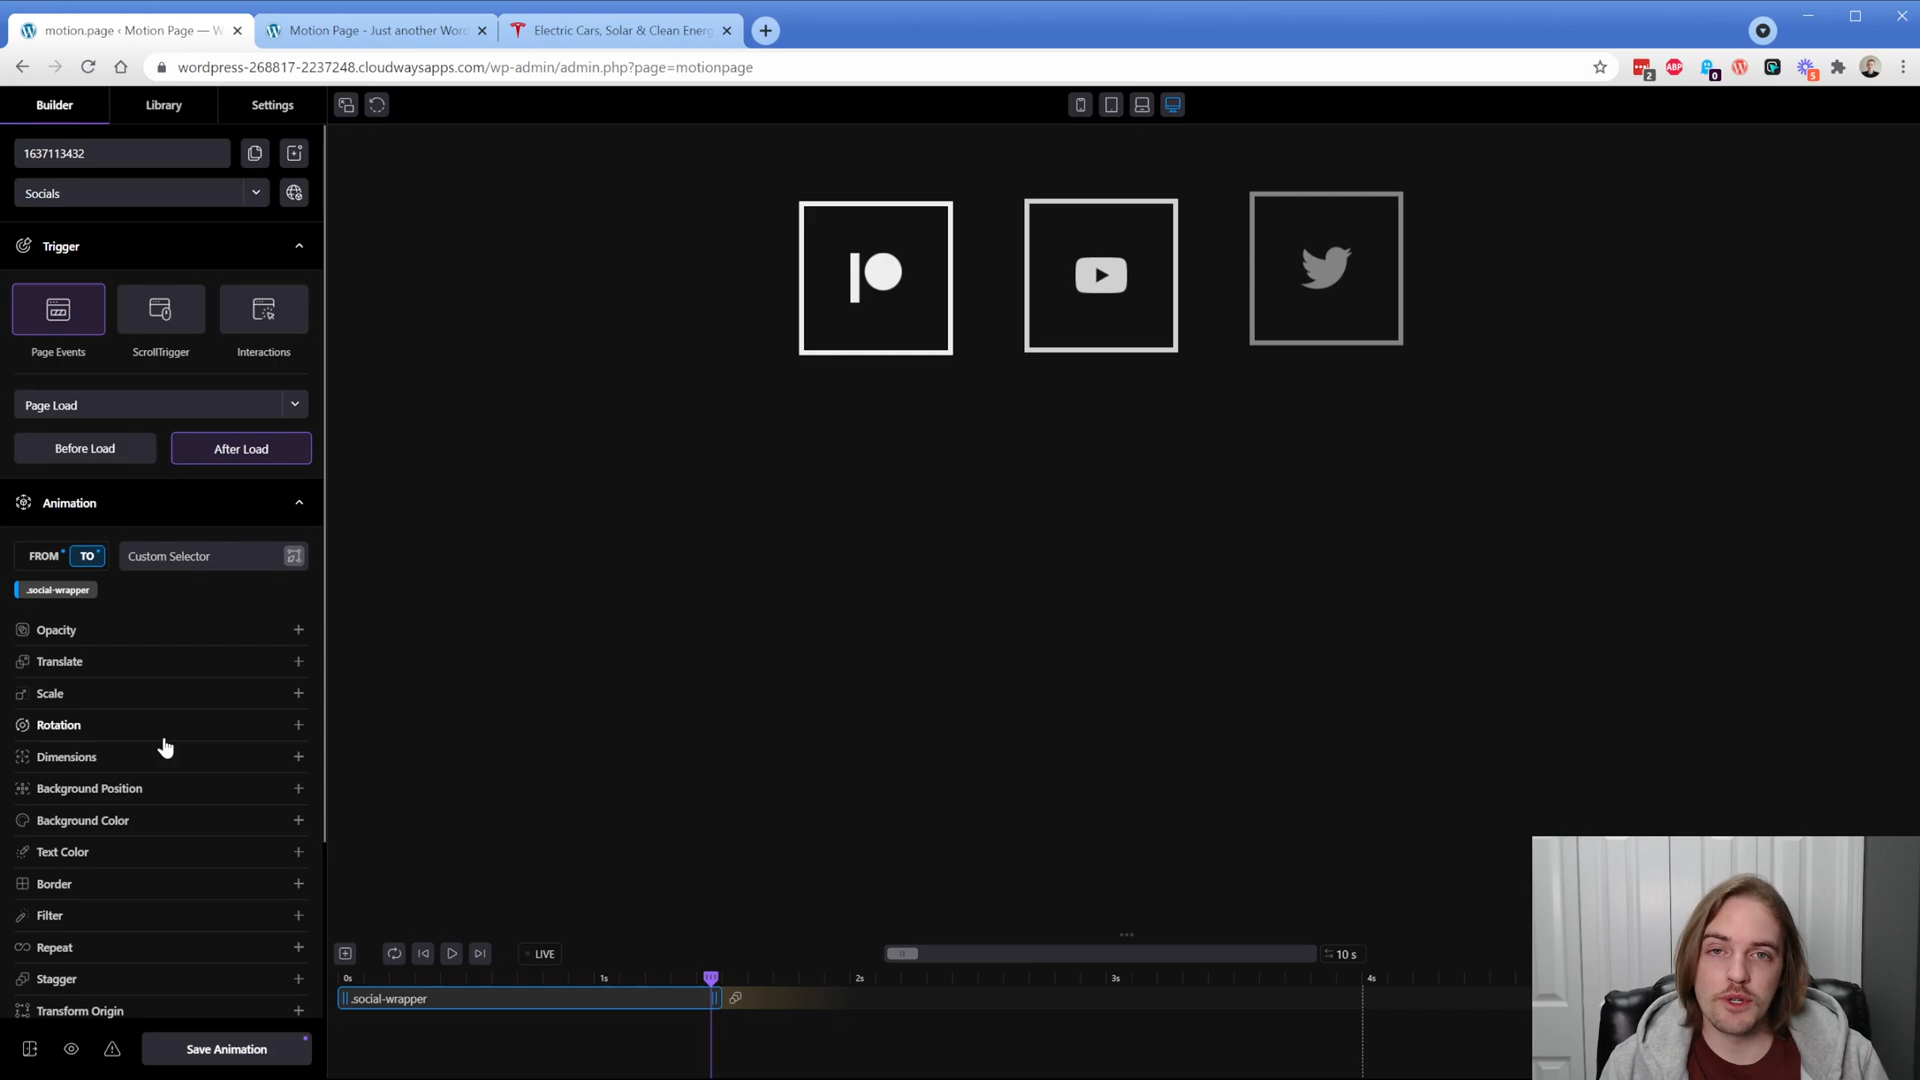 motion.page ‹ Motion Page — W
Motion Page - Just another Word
Electric Cars, Solar & Clean Energ
wordpress-268817-2237248.cloudwaysapps.com/wp-admin/admin.php?page=motionpage
2
ABP
0
5
Builder
Library
Settings
1637113432
Socials
Trigger
Page Events
ScrollTrigger
Interactions
Page Load
Before Load
After Load
Animation
FROM
TO
Custom Selector
.social-wrapper
Opacity
Translate
Scale
Rotation
Dimensions
Background Position
Background Color
Text Color
Border
Filter
Repeat
Stagger
Transform Origin
Save Animation
LIVE
10 s
0s
1s
2s
3s
4s
.social-wrapper